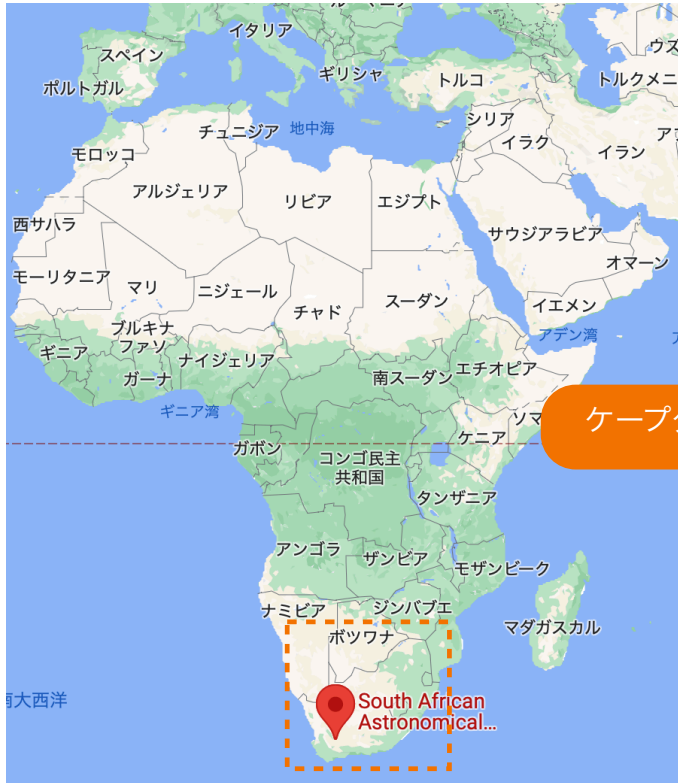 イタリア
スペイン
ポルトガル
ギリシャ
トルコ
トルクメニ
ウズ
シリア
イラク
イラン
チュニジア
地中海
モロッコ
アルジェリア
リビア
エジプト
西サハラ
サウジアラビア
オマーン
モーリタニア
マリ
ニジェール
チャド
スーダン
イエメン
アデン湾
ブルキナ
ファソ
ギニア
ナイジェリア
ガーナ
南スーダン
エチオピア
ギニア湾
ソマ
ケープ
ガボン
ケニア
コンゴ民主
共和国
タンザニア
アンゴラ
ザンビア
モザンビーク
ナミビア
ジンバブエ
ボツワナ
マダガスカル
South African
Astronomical...
大西洋